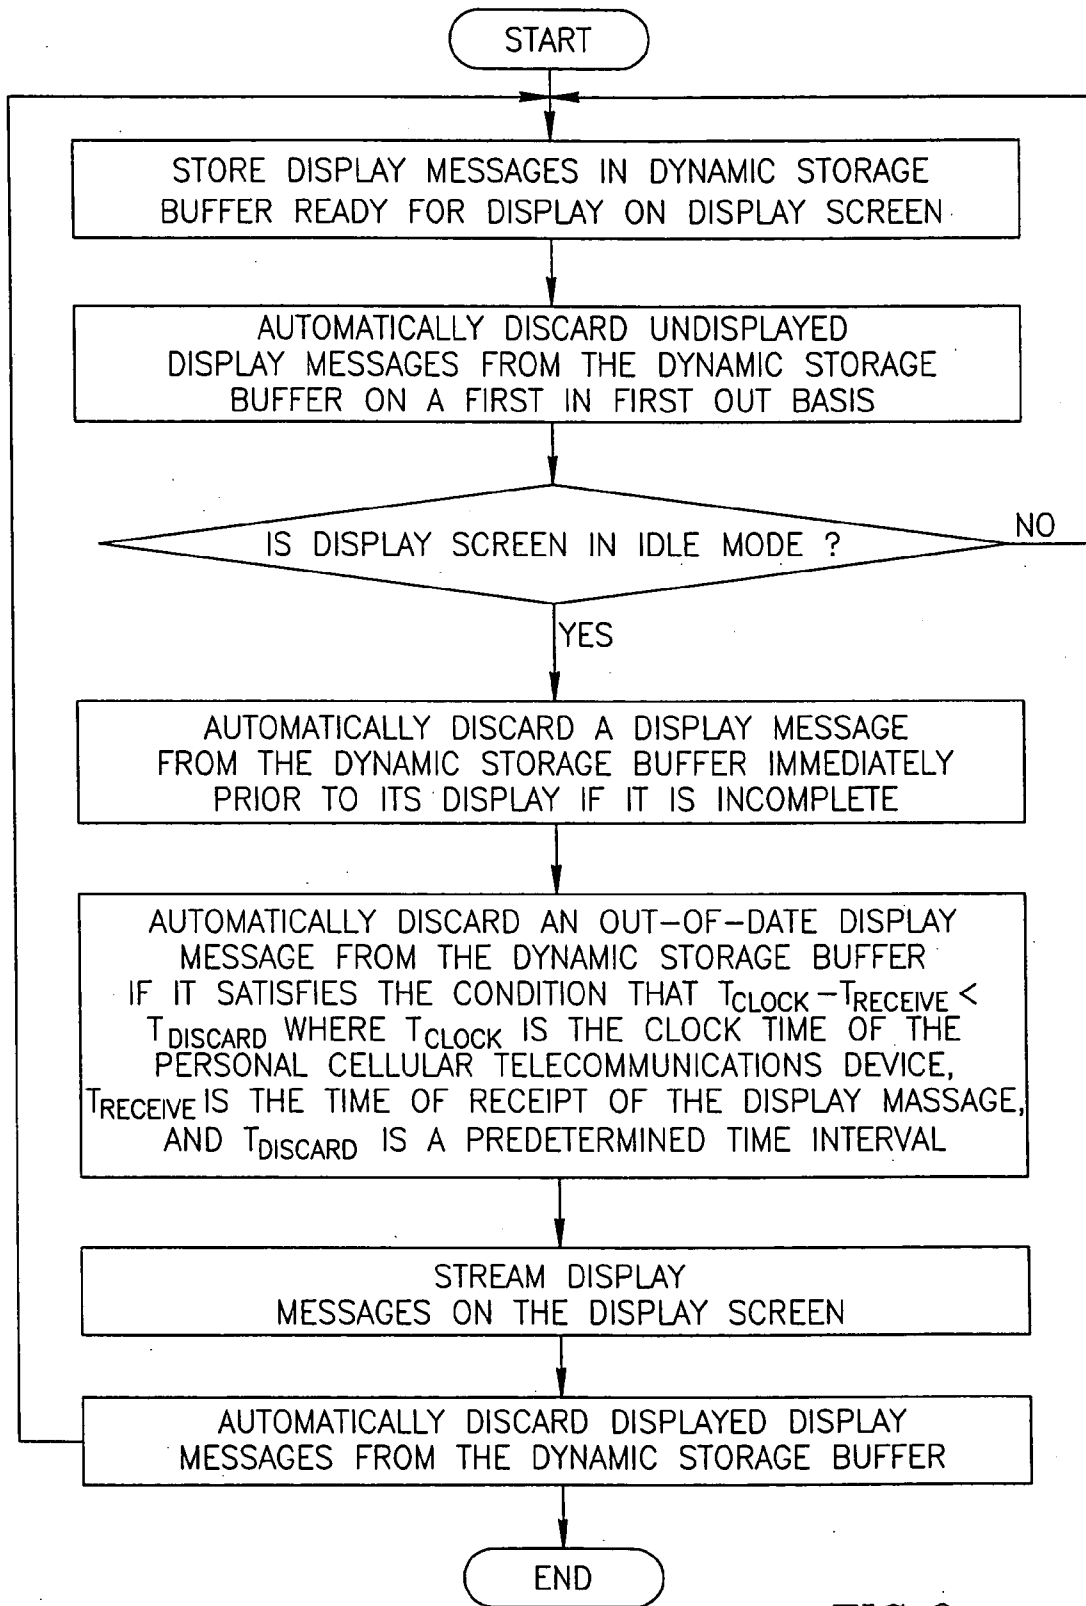 START
STORE DISPLAY MESSAGES IN DYNAMIC STORAGE
BUFFER READY FOR DISPLAY ON DISPLAY SCREEN
AUTOMATICALLY DISCARD UNDISPLAYED
DISPLAY MESSAGES FROM THE DYNAMIC STORAGE
BUFFER ON A FIRST IN FIRST OUT BASIS
IS DISPLAY SCREEN IN IDLE MODE ?
NO
YES
AUTOMATICALLY DISCARD A DISPLAY MESSAGE
FROM THE DYNAMIC STORAGE BUFFER IMMEDIATELY
PRIOR TO ITS DISPLAY IF IT IS INCOMPLETE
AUTOMATICALLY DISCARD AN OUT-OF-DATE DISPLAY
MESSAGE FROM THE DYNAMIC STORAGE BUFFER
IF IT SATISFIES THE CONDITION THAT TCLOCK-TRECEIVE <
TDISCARD WHERE TCLOCK IS THE CLOCK TIME OF THE
PERSONAL CELLULAR TELECOMMUNICATIONS DEVICE,
TRECEIVE IS THE TIME OF RECEIPT OF THE DISPLAY MASSAGE,
AND TDISCARD IS A PREDETERMINED TIME INTERVAL
STREAM DISPLAY
MESSAGES ON THE DISPLAY SCREEN
AUTOMATICALLY DISCARD DISPLAYED DISPLAY
MESSAGES FROM THE DYNAMIC STORAGE BUFFER
END